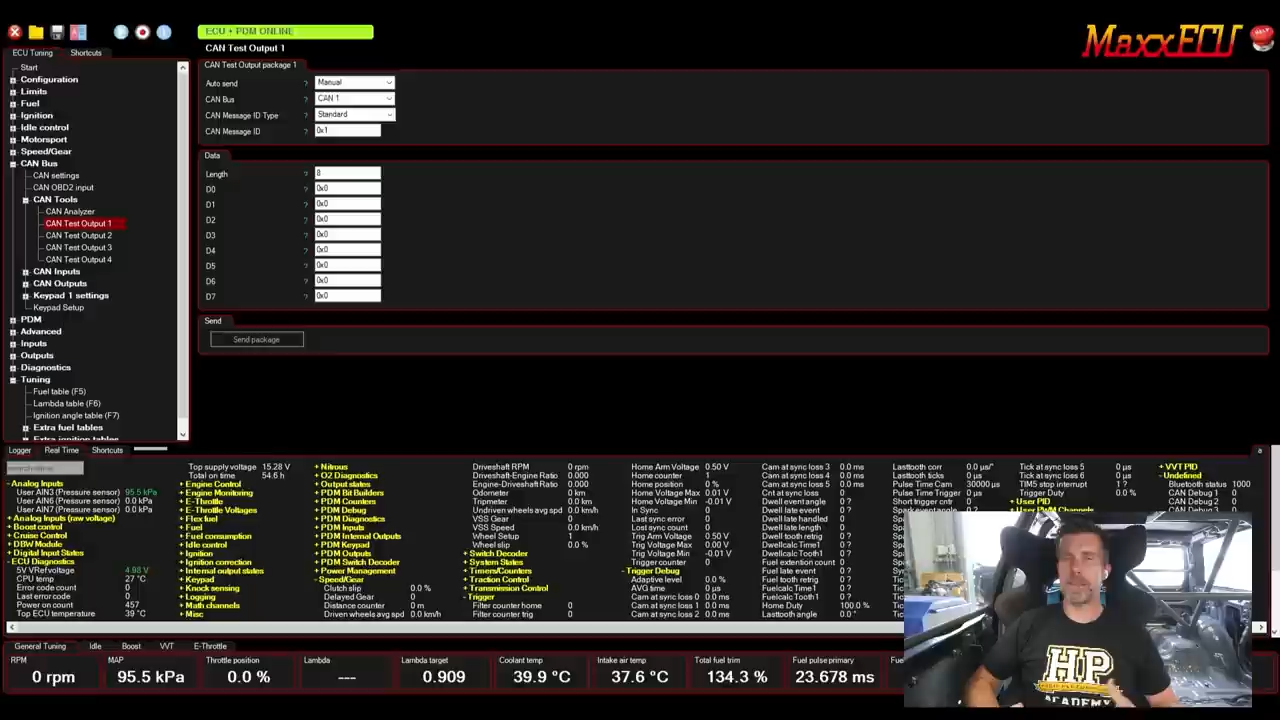 ECU + PDM ONLINE
MaxxECU
ECU Tuning Shortcuts
CAN Test Output 1
Start
Configuration
Limits
Fuel
Ignition
Idle control
Motorsport
Speed/Gear
CAN Bus
CAN settings
CAN OBD2 input
CAN Tools
CAN Analyzer
CAN Test Output 1
CAN Test Output 2
CAN Test Output 3
CAN Test Output 4
CAN Inputs
CAN Outputs
Keypad 1 settings
Keypad Setup
PDM
Advanced
Inputs
Outputs
Diagnostics
Tuning
Fuel table (F5)
Lambda table (F6)
Ignition angle table (F7)
Extra fuel tables
Extra ignition tables
CAN Test Output package 1
Auto send ? Manual
CAN Bus ? CAN 1
CAN Message ID Type ? Standard
CAN Message ID ? 0x1
Data
Length ? 8
D0 ? 0x0
D1 ? 0x0
D2 ? 0x0
D3 ? 0x0
D4 ? 0x0
D5 ? 0x0
D6 ? 0x0
D7 ? 0x0
Send
Send package
Logger Real Time Shortcuts
- Analog Inputs
User AIN3 (Pressure sensor) 95.5 kPa
User AIN6 (Pressure sensor) 0.0 kPa
User AIN7 (Pressure sensor) 0.0 kPa
+ Analog Inputs (raw voltage)
+ Boost control
+ Cruise Control
+ DBW Module
+ Digital Input States
- ECU Diagnostics
5V VREF voltage 4.98 V
CPU temp 27 °C
Error code count 0
Last error code 0
Power on count 457
Top ECU temperature 39 °C
Top supply voltage 15.28 V
Total on time 54.6 h
+ Engine Control
+ Engine Monitoring
+ E-Throttle
+ E-Throttle Voltages
+ Flex fuel
+ Fuel
+ Fuel consumption
+ Idle control
+ Ignition
+ Ignition correction
+ Internal output states
+ Keypad
+ Knock sensing
+ Logging
+ Math channels
+ Misc
+ Nitrous
+ O2 Diagnostics
+ Output states
+ PDM Bit Builders
+ PDM Counters
+ PDM Debug
+ PDM Diagnostics
+ PDM Inputs
+ PDM Internal Outputs
+ PDM Keypad
+ PDM Outputs
+ PDM Switch Decoder
+ Power Management
- Speed/Gear
Clutch slip 0.0 %
Delayed Gear 0
Distance counter 0 m
Driven wheels avg spd 0.0 km/h
Driveshaft RPM 0 rpm
Driveshaft-Engine Ratio 0.000
Engine-Driveshaft Ratio 0.000
Odometer 0 km
Tripmeter 0 km
Undriven wheels avg spd 0.0 km/h
VSS Gear 0
VSS Speed 0.0 km/h
Wheel Setup 1
Wheel slip 0.0 %
+ Switch Decoder
+ System States
+ Timers/Counters
+ Traction Control
+ Transmission Control
- Trigger
Filter counter home 0
Filter counter trig 0
Home Arm Voltage 0.50 V
Home counter 0
Home position 0 %
Home Voltage Max 0.01 V
Home Voltage Min -0.01 V
In Sync 0
Last sync error 0
Lost sync count 0
Trig Arm Voltage 0.50 V
Trig Voltage Max 0.00 V
Trig Voltage Min -0.01 V
Trigger counter 0
- Trigger Debug
Adaptive level 0.0 %
AVG time 0 µs
Cam at sync loss 0 0.0 ms
Cam at sync loss 1 0.0 ms
Cam at sync loss 2 0.0 ms
Cam at sync loss 3 0.0 ms
Cam at sync loss 4 0.0 ms
Cam at sync loss 5 0.0 ms
Cnt at sync loss 0
Dwell event angle 0 ?
Dwell late event 0 ?
Dwell late handled 0
Dwell tooth retrig 0 ?
Dwellcalc Time1 0 ?
Dwellcalc Tooth1 0 ?
Fuel extention count 0
Fuel late event 0 ?
Fuel tooth retrig 0 ?
Fuelcalc Time1 0 ?
Fuelcalc Tooth1 0 ?
Home Duty 100.0 %
Lasttooth angle 0.0 °
Lasttooth corr 0.0 µs/°
Lasttooth ticks 0 ?
Pulse Time Cam 30000 µs
Pulse Time Trigger 0 µs
Short trigger cntr 0
Tick at sync loss 5 0 µs
Tick at sync loss 6 0 µs
TIM5 stop interrupt 1 ?
Trigger Duty 0.0 %
+ User PID
+ User PWM Channels
+ VVT PID
- Undefined
Bluetooth status 1000
CAN Debug 1 0
CAN Debug 2 0
General Tuning Idle Boost VVT E-Throttle
RPM MAP Throttle position Lambda Lambda target Coolant temp Intake air temp Total fuel trim Fuel pulse primary
0 rpm 95.5 kPa 0.0 % --- 0.909 39.9 °C 37.6 °C 134.3 % 23.678 ms
HP
ACADEMY